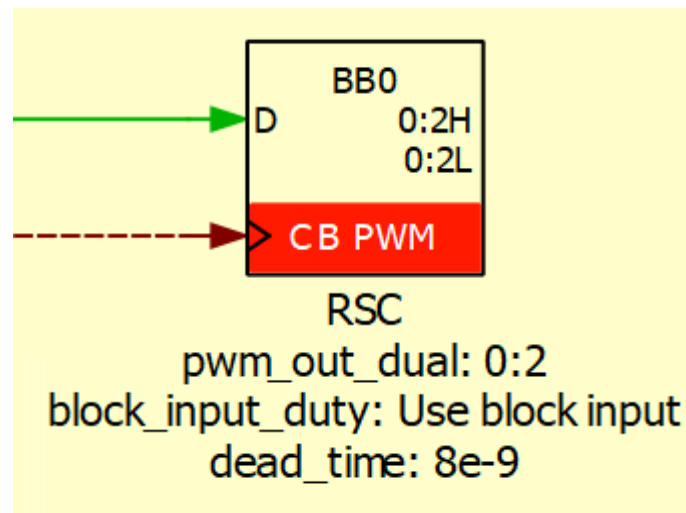 BB0
D 0:2H
0:2L
CB PWM
RSC
pwm_out_dual: 0:2
block_input_duty: Use block input
dead_time: 8e-9